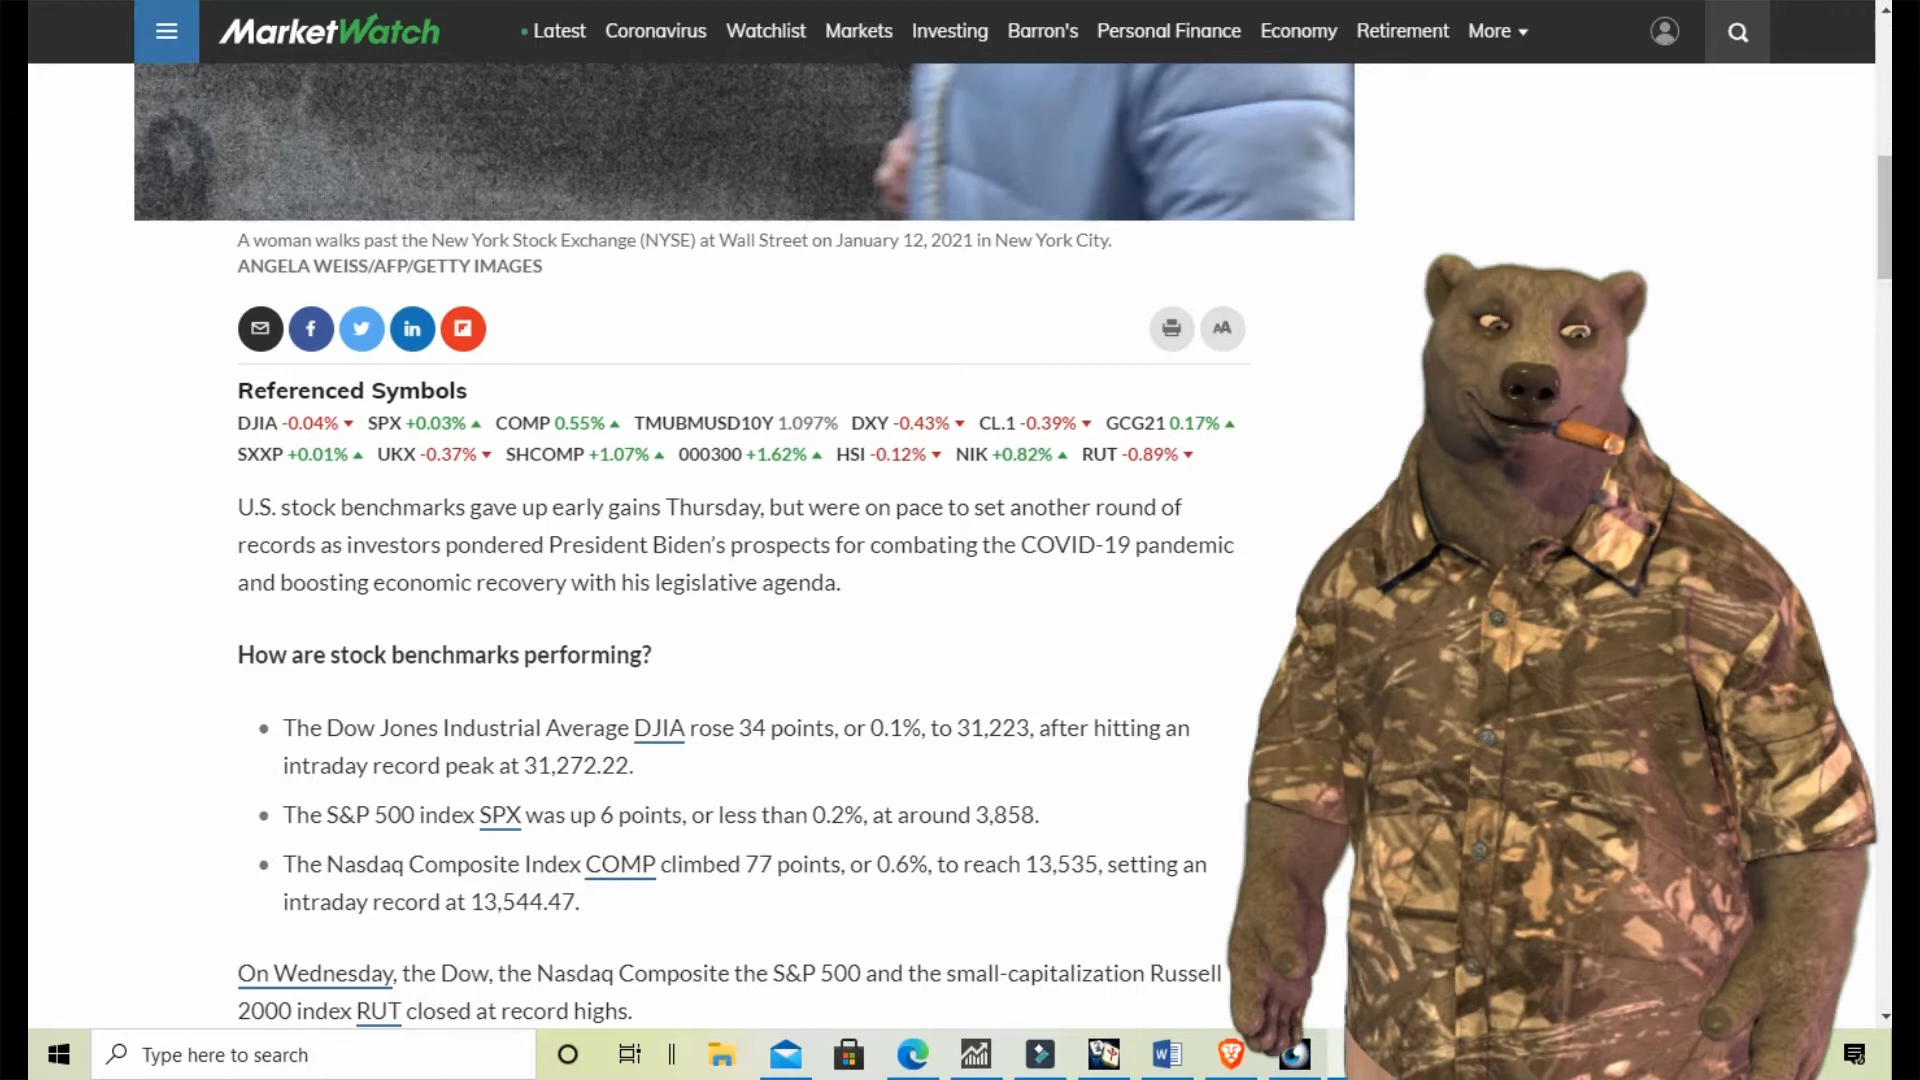 MarketWatch
• Latest Coronavirus Watchlist Markets Investing Barron's Personal Finance Economy Retirement More
A woman walks past the New York Stock Exchange (NYSE) at Wall Street on January 12, 2021 in New York City.
ANGELA WEISS/AFP/GETTY IMAGES
f in AA
Referenced Symbols
DJIA -0.04% SPX +0.03% COMP 0.55% TMUBMUSD10Y 1.097% DXY -0.43% CL.1 -0.39% GCG21 0.17%
SXXP +0.01% UKX -0.37% SHCOMP +1.07% 000300 +1.62% HSI -0.12% NIK +0.82% RUT -0.89%
U.S. stock benchmarks gave up early gains Thursday, but were on pace to set another round of
records as investors pondered President Biden's prospects for combating the COVID-19 pandemic
and boosting economic recovery with his legislative agenda.
How are stock benchmarks performing?
• The Dow Jones Industrial Average DJIA rose 34 points, or 0.1%, to 31,223, after hitting an
intraday record peak at 31,272.22.
• The S&P 500 index SPX was up 6 points, or less than 0.2%, at around 3,858.
• The Nasdaq Composite Index COMP climbed 77 points, or 0.6%, to reach 13,535, setting an
intraday record at 13,544.47.
On Wednesday, the Dow, the Nasdaq Composite the S&P 500 and the small-capitalization Russell
2000 index RUT closed at record highs.
Type here to search
W